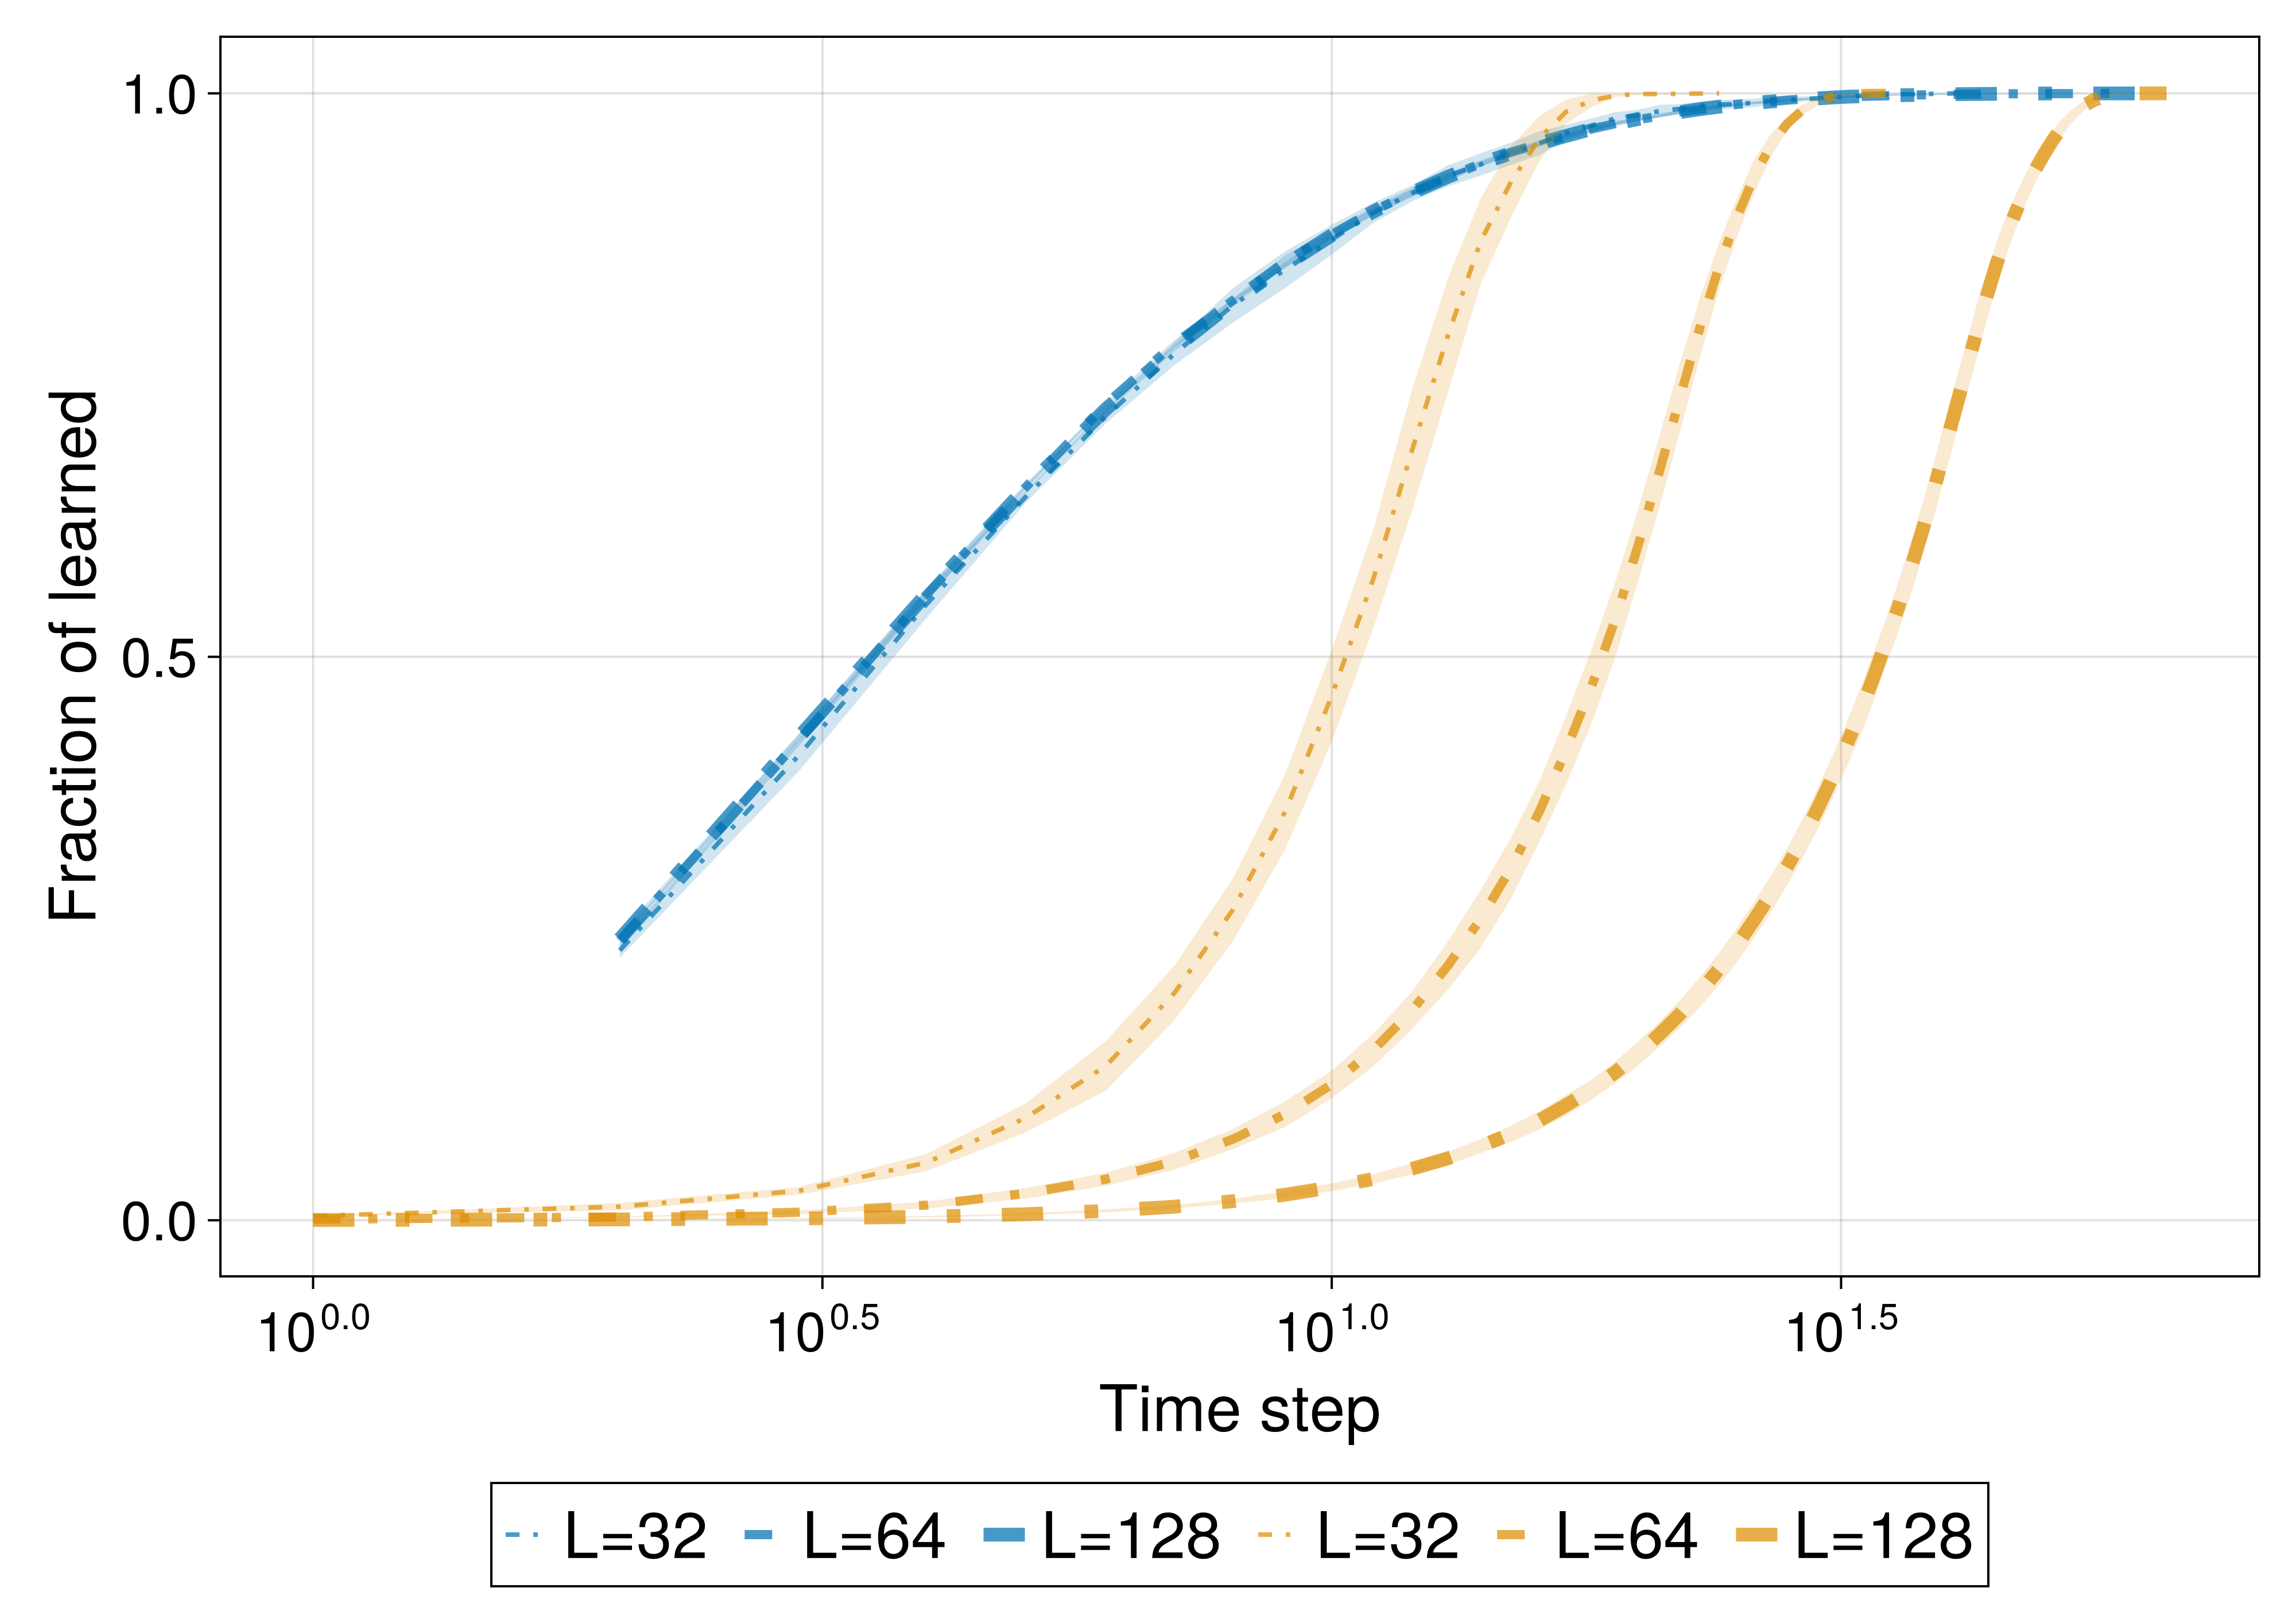 Fraction of learned
1.0
0.5
0.0
10^0.0 10^0.5 10^1.0 10^1.5
Time step
L=32 L=64 L=128 L=32 L=64 L=128